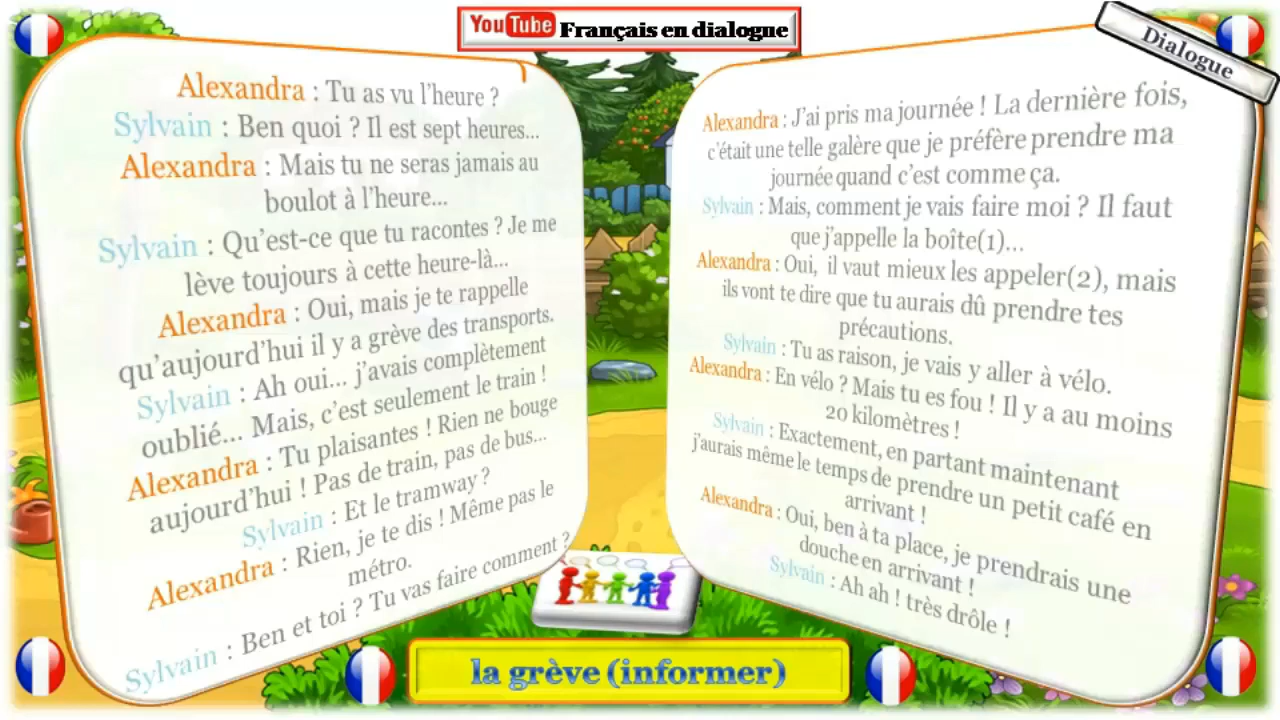 YouTube Français en dialogue
Dialogue
Alexandra : Tu as vu l'heure ?
Sylvain : Ben quoi ? Il est sept heures...
Alexandra : Mais tu ne seras jamais au
boulot à l'heure...
Sylvain : Qu'est-ce que tu racontes ? Je me
lève toujours à cette heure-là...
Alexandra : Oui, mais je te rappelle
qu'aujourd'hui il y a grève des transports.
Sylvain : Ah oui... j'avais complètement
oublié... Mais, c'est seulement le train !
Alexandra : Tu plaisantes ! Rien ne bouge
aujourd'hui ! Pas de train, pas de bus...
Sylvain : Et le tramway ?
Alexandra : Rien, je te dis ! Même pas le
métro.
Sylvain : Ben et toi ? Tu vas faire comment ?
Alexandra : J'ai pris ma journée ! La dernière fois,
c'était une telle galère que je préfère prendre ma
journée quand c'est comme ça.
Sylvain : Mais, comment je vais faire moi ? Il faut
que j'appelle la boîte(1)...
Alexandra : Oui, il vaut mieux les appeler(2), mais
ils vont te dire que tu aurais dû prendre tes
précautions.
Sylvain : Tu as raison, je vais y aller à vélo.
Alexandra : En vélo ? Mais tu es fou ! Il y a au moins
20 kilomètres !
Sylvain : Exactement, en partant maintenant
j'aurais même le temps de prendre un petit café en
arrivant !
Alexandra : Oui, ben à ta place, je prendrais une
douche en arrivant !
Sylvain : Ah ah ! très drôle !
la grève (informer)